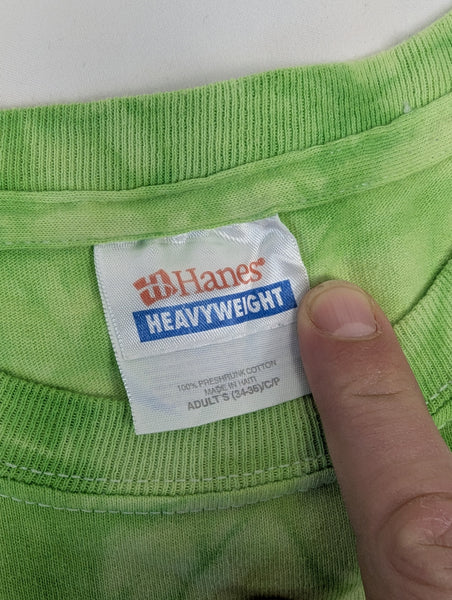 Hanes
HEAVYWEIGHT
100% PRESHRUNK COTTON
MADE IN HAITI
ADULT'S (34-36)/C/P